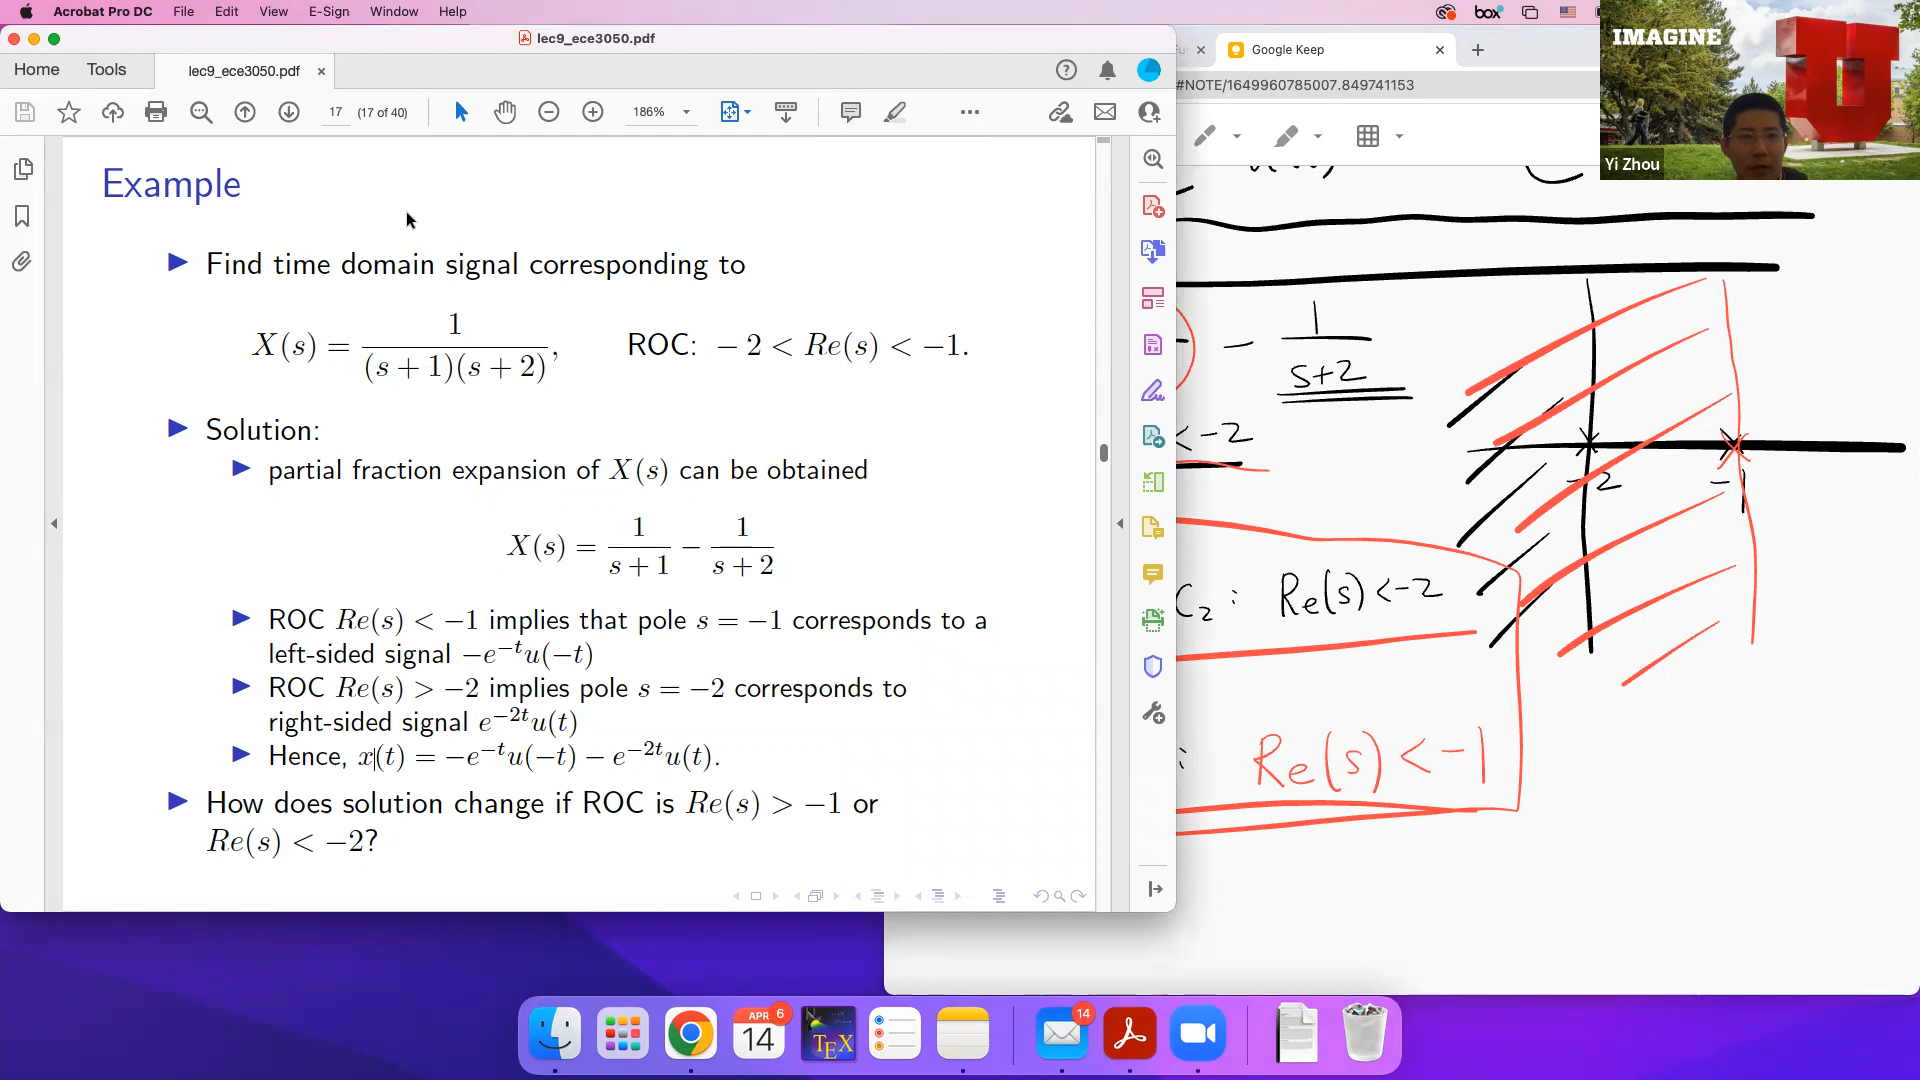 Acrobat Pro DC File Edit View E-Sign Window Help
box
lec9_ece3050.pdf
Home Tools lec9_ece3050.pdf ×
17 (17 of 40) 186%
Example
▶ Find time domain signal corresponding to
X(s) = 1/((s + 1)(s + 2)), ROC: − 2 < Re(s) < −1.
▶ Solution:
▶ partial fraction expansion of X(s) can be obtained
X(s) = 1/(s + 1) − 1/(s + 2)
▶ ROC Re(s) < −1 implies that pole s = −1 corresponds to a
left-sided signal −e^{−t}u(−t)
▶ ROC Re(s) > −2 implies pole s = −2 corresponds to
right-sided signal e^{−2t}u(t)
▶ Hence, x(t) = −e^{−t}u(−t) − e^{−2t}u(t).
▶ How does solution change if ROC is Re(s) > −1 or
Re(s) < −2?
Google Keep ×
#NOTE/1649960785007.849741153
IMAGINE
U
Yi Zhou
− 1/(s+2)
< -2
-2 -1
C₂ : Re(s) < -2
: Re(s) < -1
APR 6
14
TEX
14